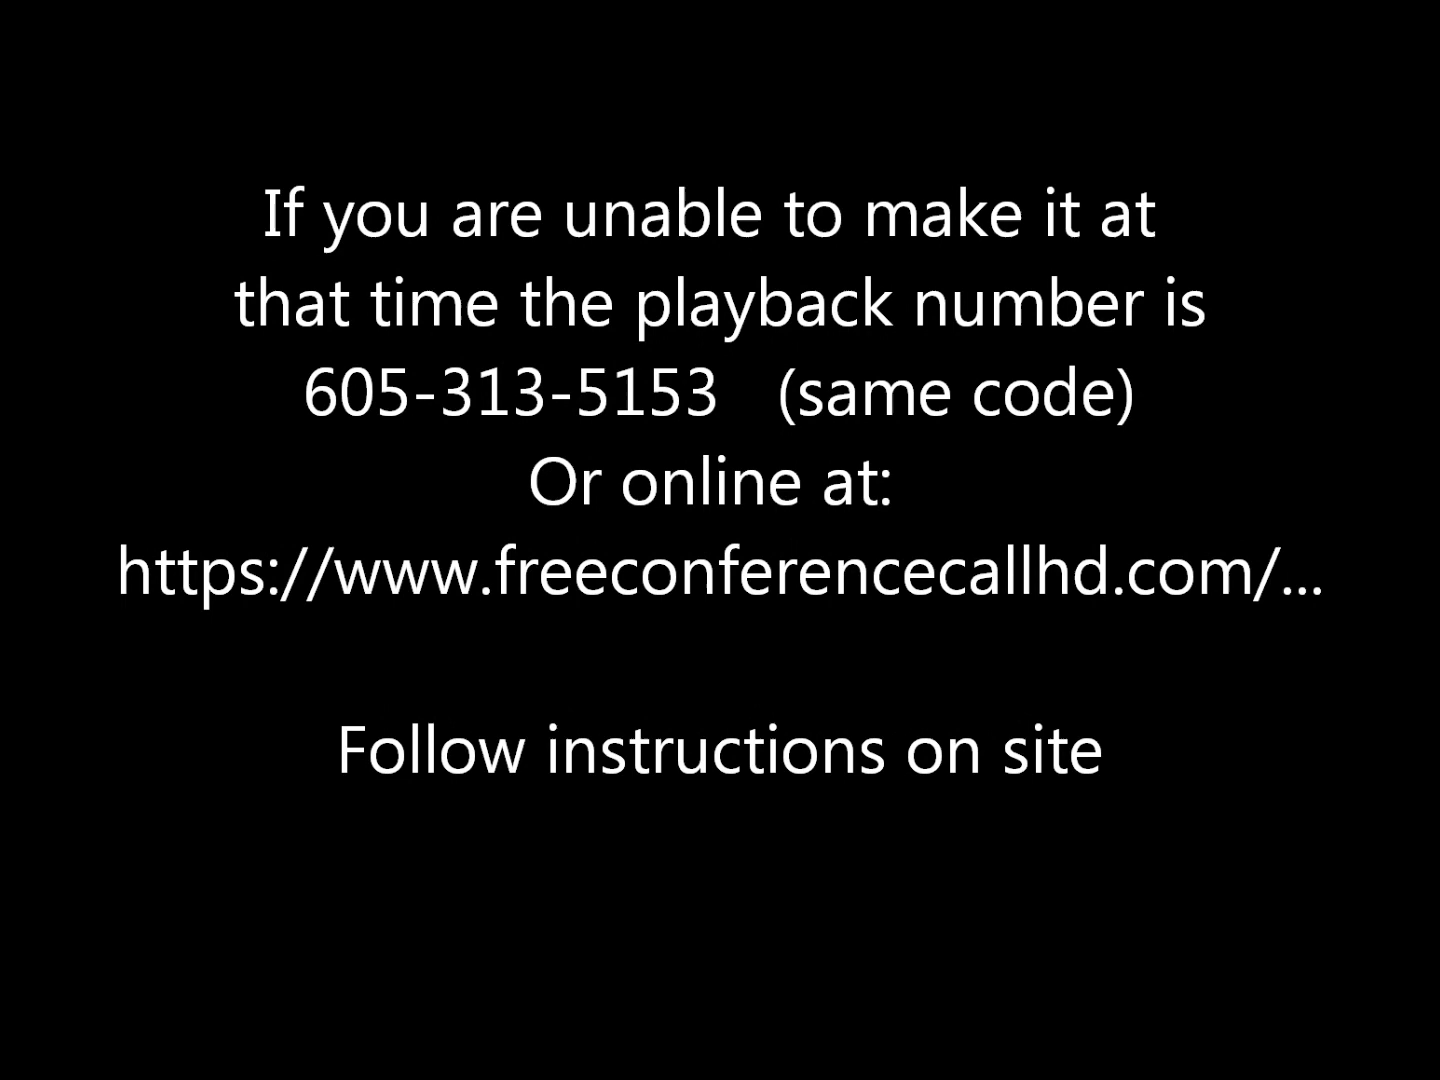 If you are unable to make it at
that time the playback number is
605-313-5153 (same code)
Or online at:
https://www.freeconferencecallhd.com/...
Follow instructions on site